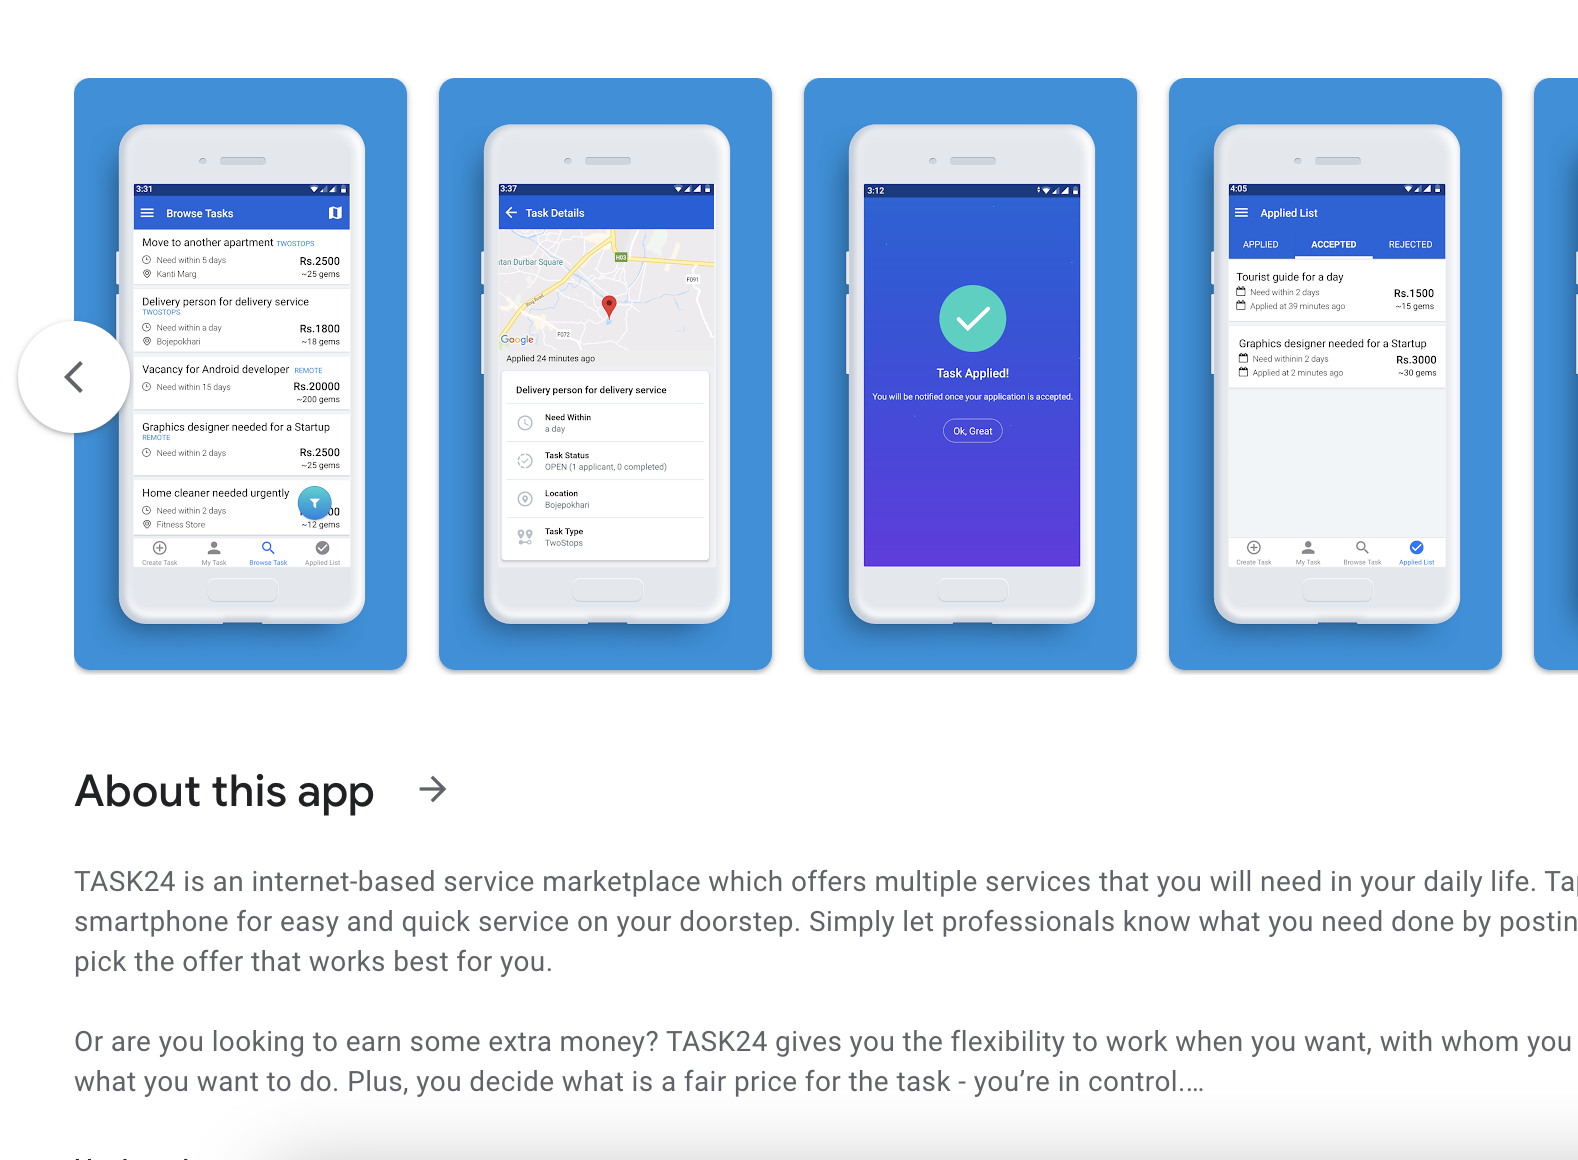 3:31
Browse Tasks
Move to another apartment TWOSTOPS
Need within 5 days
Rs.2500
Kanti Marg
~25 gems
Delivery person for delivery service
TWOSTOPS
Need within a day
Rs.1800
Bojepokhari
~18 gems
Vacancy for Android developer REMOTE
Need within 15 days
Rs.20000
~200 gems
Graphics designer needed for a Startup
REMOTE
Need within 2 days
Rs.2500
~25 gems
Home cleaner needed urgently
Need within 2 days
00
Fitness Store
~12 gems
Create Task
My Task
Browse Task
Applied List
3:37
Task Details
tan Durbar Square
H03
F091
Ring Road
F072
Google
Applied 24 minutes ago
Delivery person for delivery service
Need Within
a day
Task Status
OPEN (1 applicant, 0 completed)
Location
Bojepokhari
Task Type
TwoStops
3:12
Task Applied!
You will be notified once your application is accepted.
Ok, Great
4:05
Applied List
APPLIED ACCEPTED REJECTED
Tourist guide for a day
Need within 2 days
Rs.1500
Applied at 39 minutes ago
~15 gems
Graphics designer needed for a Startup
Need withinin 2 days
Rs.3000
Applied at 2 minutes ago
~30 gems
Create Task
My Task
Browse Task
Applied List
About this app
TASK24 is an internet-based service marketplace which offers multiple services that you will need in your daily life. Ta
smartphone for easy and quick service on your doorstep. Simply let professionals know what you need done by postin
pick the offer that works best for you.
Or are you looking to earn some extra money? TASK24 gives you the flexibility to work when you want, with whom you
what you want to do. Plus, you decide what is a fair price for the task - you're in control.…